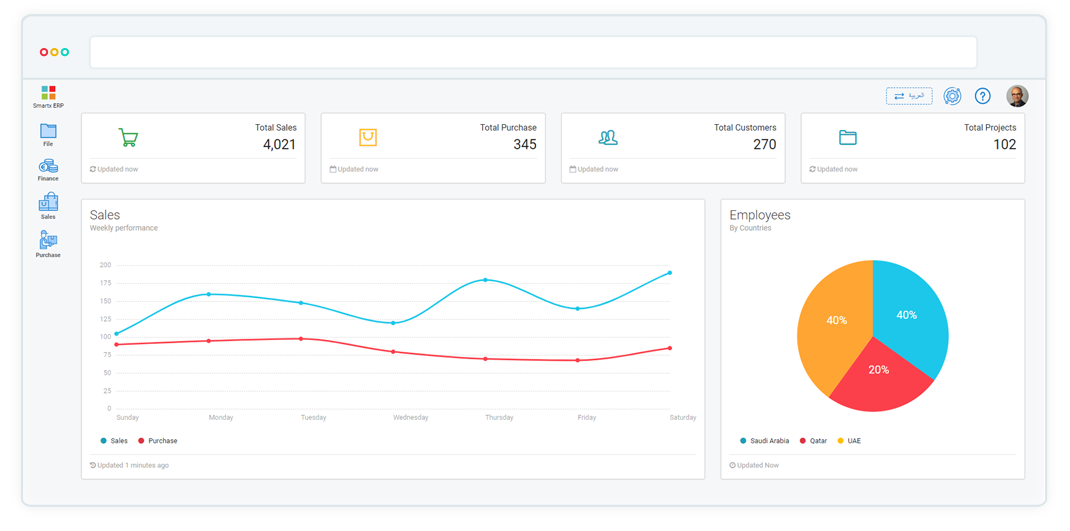 العربية
Smartx ERP
File
Finance
Sales
Purchase
Total Sales
4,021
Updated now
Total Purchase
345
Updated now
Total Customers
270
Updated now
Total Projects
102
Updated now
Sales
Weekly performance
200
175
150
125
100
75
50
25
0
Sunday Monday Tuesday Wednesday Thursday Friday Saturday
Sales Purchase
Updated 1 minutes ago
Employees
By Countries
40%
40%
20%
Saudi Arabia Qatar UAE
Updated Now